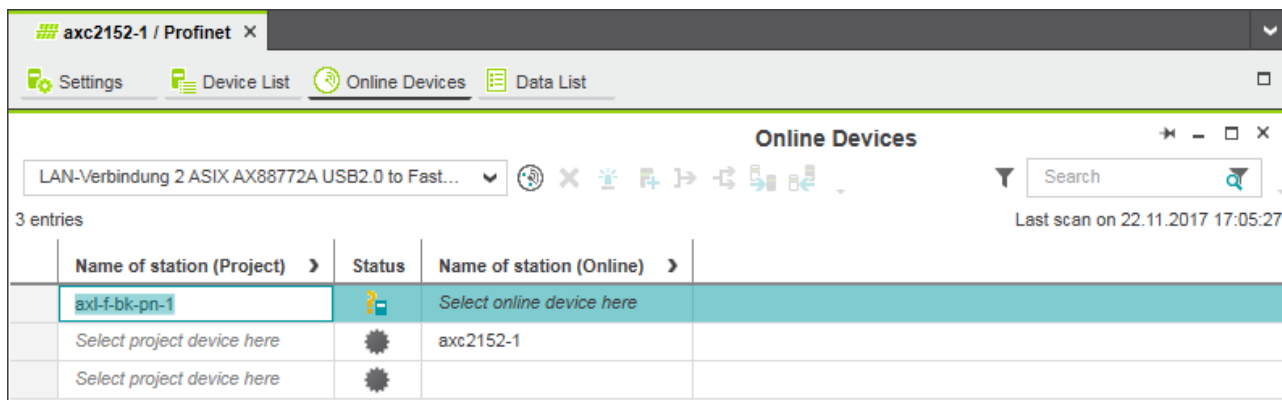 axc2152-1 / Profinet
Settings Device List Online Devices Data List
Online Devices
LAN-Verbindung 2 ASIX AX88772A USB2.0 to Fast... Search
3 entries Last scan on 22.11.2017 17:05:27
Name of station (Project) Status Name of station (Online)
axl-f-bk-pn-1 Select online device here
Select project device here axc2152-1
Select project device here